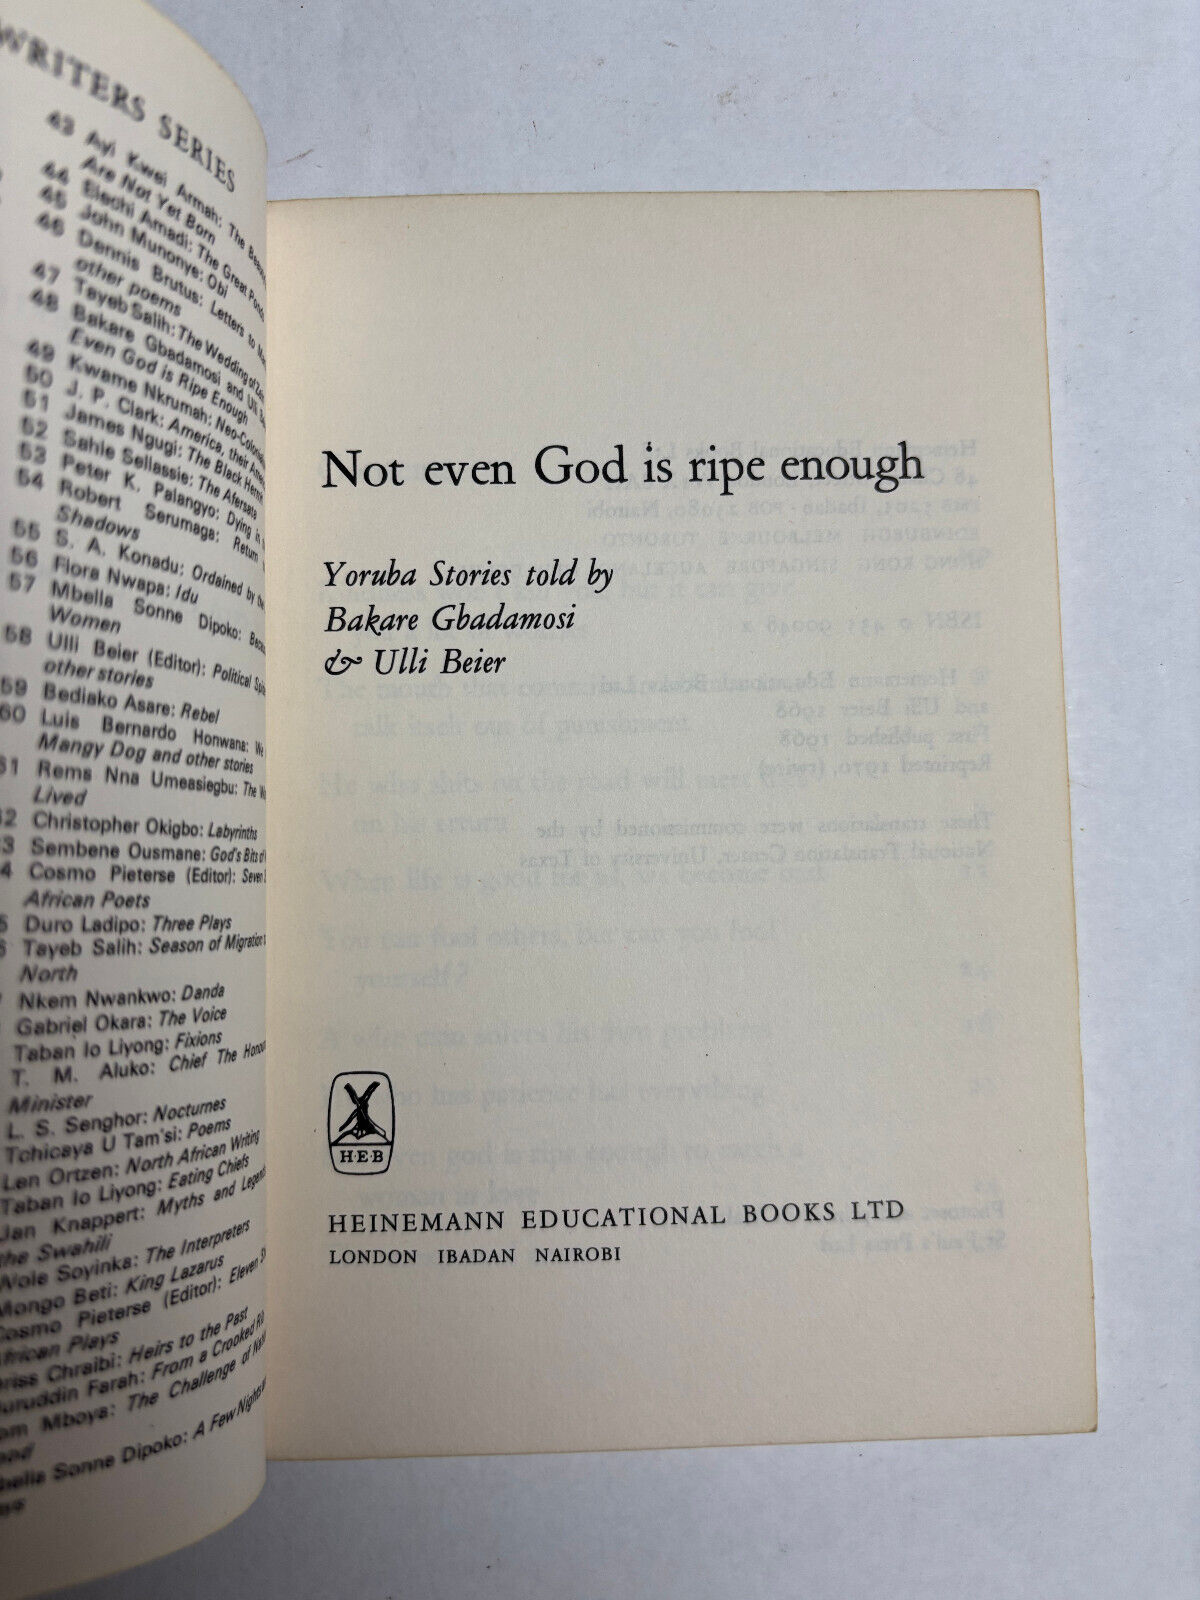 WRITERS SERIES
43 Ayi Kwei Armah: The
Are Not Yet Born
44 Elechi Amadi: The Great Ponds
45 John Munonye: Obi
46 Dennis Brutus: Letters to
other poems
47 Tayeb Salih: The Wedding of
48 Bakare Gbadamosi and Ulli
Even God is Ripe Enough
49 Kwame Nkrumah: Neo-Colonialism
50 J. P. Clark: America, their
51 James Ngugi: The Black
52 Sahle Sellassie: The Afersata
53 Peter K. Palangyo: Dying in
54 Robert Serumaga: Return
Shadows
55 S. A. Konadu: Ordained by the
56 Flora Nwapa: Idu
57 Mbella Sonne Dipoko:
Women
58 Ulli Beier (Editor): Political
other stories
59 Bediako Asare: Rebel
60 Luis Bernardo Honwana: We
Mangy Dog and other stories
61 Rems Nna Umeasiegbu: The
Lived
62 Christopher Okigbo: Labyrinths
3 Sembene Ousmane: God's Bits of
4 Cosmo Pieterse (Editor): Seven
African Poets
5 Duro Ladipo: Three Plays
6 Tayeb Salih: Season of Migration
North
Nkem Nwankwo: Danda
Gabriel Okara: The Voice
Taban lo Liyong: Fixions
T. M. Aluko: Chief The
Minister
L. S. Senghor: Nocturnes
Tchicaya U Tam'si: Poems
Len Ortzen: North African Writing
Taban lo Liyong: Eating Chiefs
Jan Knappert: Myths and
the Swahili
Wole Soyinka: The Interpreters
Mongo Beti: King Lazarus
Cosmo Pieterse (Editor): Eleven
African Plays
Driss Chraibi: Heirs to the Past
Nuruddin Farah: From a Crooked
Mboya: The Challenge of
Sonne Dipoko: A Few Nights
Not even God is ripe enough
Yoruba Stories told by
Bakare Gbadamosi
& Ulli Beier
H·E·B
HEINEMANN EDUCATIONAL BOOKS LTD
LONDON IBADAN NAIROBI